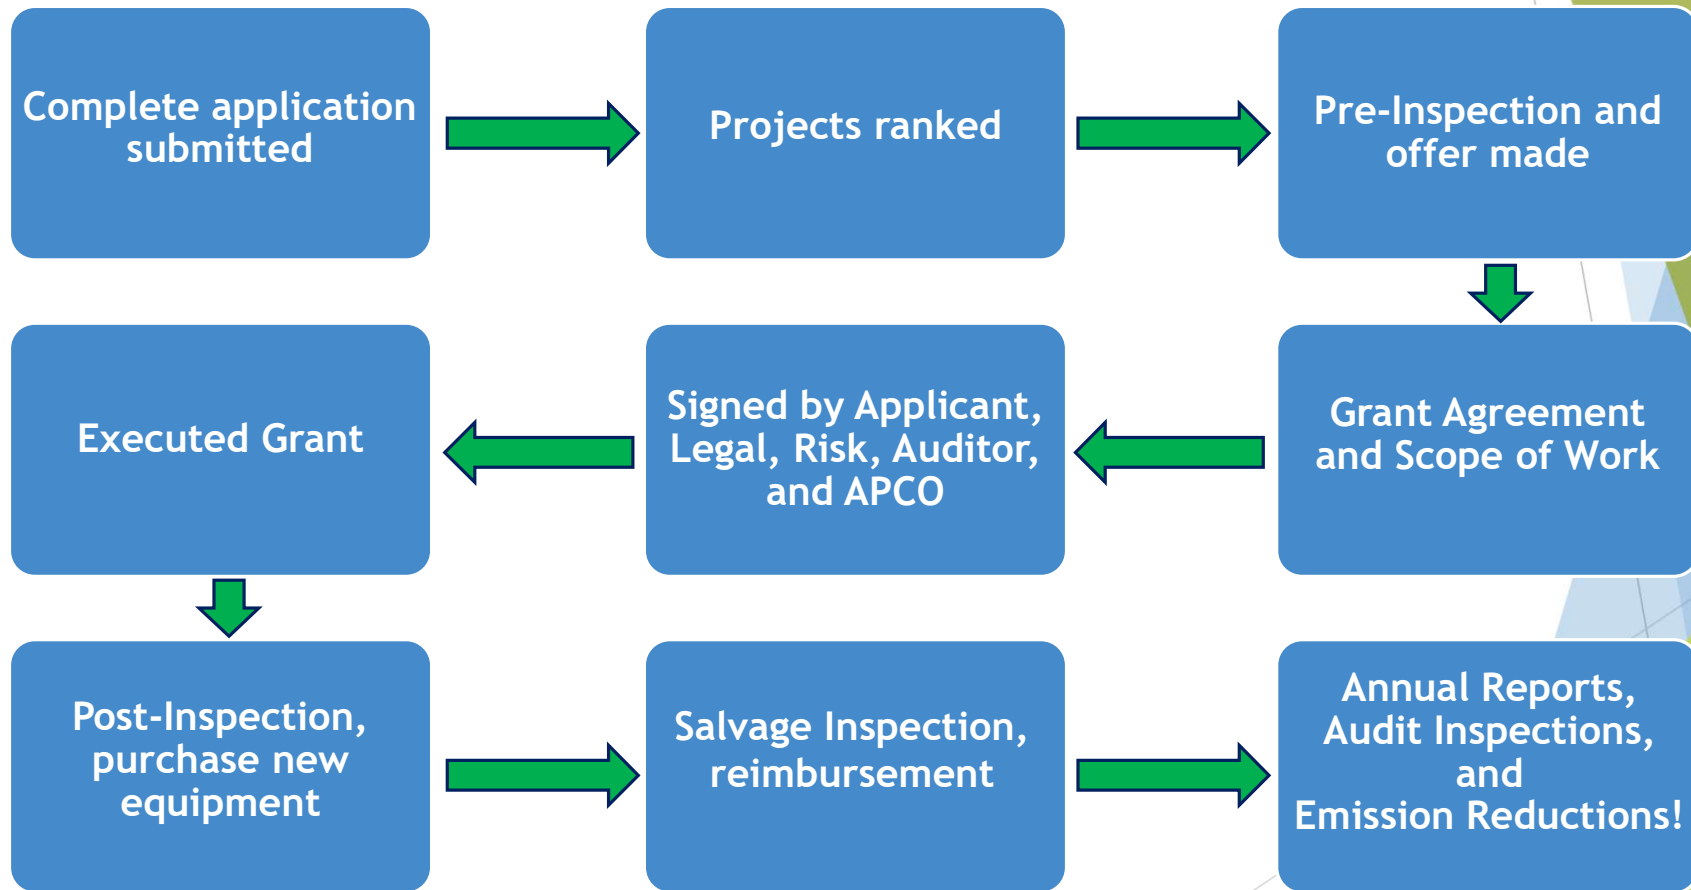 Complete application
submitted
Projects ranked
Pre-Inspection and
offer made
Grant Agreement
and Scope of Work
Signed by Applicant,
Legal, Risk, Auditor,
and APCO
Executed Grant
Post-Inspection,
purchase new
equipment
Salvage Inspection,
reimbursement
Annual Reports,
Audit Inspections,
and
Emission Reductions!